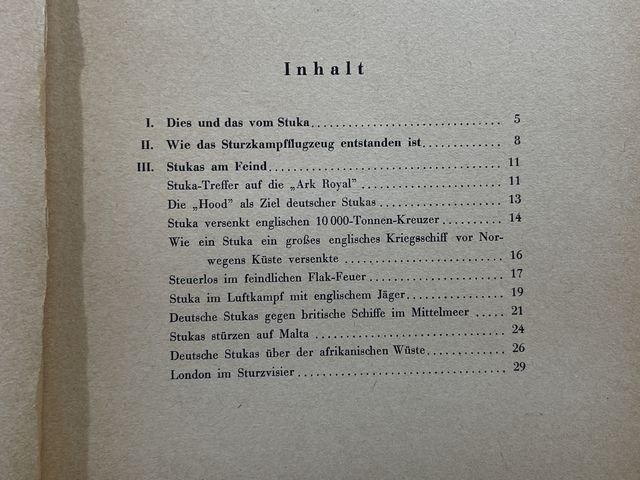 Inhalt
I. Dies und das vom Stuka. . . . . . . . . . . . . . . . . . . . . . . . . . . . . . 5
II. Wie das Sturzkampfflugzeug entstanden ist. . . . . . . . . . . . . 8
III. Stukas am Feind. . . . . . . . . . . . . . . . . . . . . . . . . . . . . . . . . . . . 11
Stuka-Treffer auf die „Ark Royal” . . . . . . . . . . . . . . . . . . . . . . 11
Die „Hood” als Ziel deutscher Stukas . . . . . . . . . . . . . . . . . . . 13
Stuka versenkt englischen 10 000-Tonnen-Kreuzer . . . . . . . . . . 14
Wie ein Stuka ein großes englisches Kriegsschiff vor Nor-
wegens Küste versenkte . . . . . . . . . . . . . . . . . . . . . . . . . 16
Steuerlos im feindlichen Flak-Feuer . . . . . . . . . . . . . . . . . . . . . 17
Stuka im Luftkampf mit englischem Jäger. . . . . . . . . . . . . . . . 19
Deutsche Stukas gegen britische Schiffe im Mittelmeer . . . . . 21
Stukas stürzen auf Malta . . . . . . . . . . . . . . . . . . . . . . . . . . . . . 24
Deutsche Stukas über der afrikanischen Wüste. . . . . . . . . . . . . 26
London im Sturzvisier . . . . . . . . . . . . . . . . . . . . . . . . . . . . . . . 29